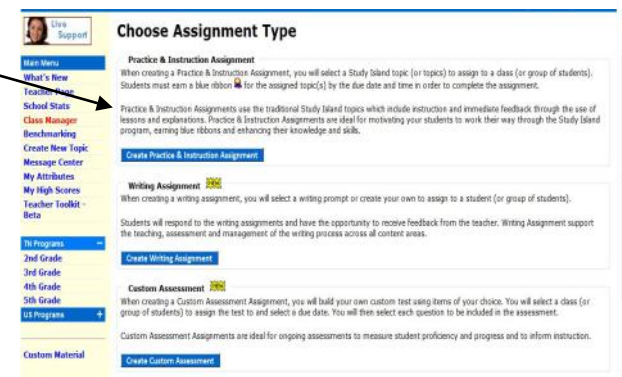 Live
Support
Choose Assignment Type
Main Menu
What's New
Teacher Page
School Stats
Class Manager
Benchmarking
Create New Topic
Message Center
My Attributes
My High Scores
Teacher Toolkit -
Beta
TN Programs −
2nd Grade
3rd Grade
4th Grade
5th Grade
US Programs +
Custom Material
Practice & Instruction Assignment
When creating a Practice & Instruction Assignment, you will select a Study Island topic (or topics) to assign to a class (or group of students).
Students must earn a blue ribbon for the assigned topic(s) by the due date and time in order to complete the assignment.
Practice & Instruction Assignments use the traditional Study Island topics which include instruction and immediate feedback through the use of
lessons and explanations. Practice & Instruction Assignments are ideal for motivating your students to work their way through the Study Island
program, earning blue ribbons and enhancing their knowledge and skills.
Create Practice & Instruction Assignment
Writing Assignment NEW
When creating a writing assignment, you will select a writing prompt or create your own to assign to a student (or group of students).
Students will respond to the writing assignments and have the opportunity to receive feedback from the teacher. Writing Assignment support
the teaching, assessment and management of the writing process across all content areas.
Create Writing Assignment
Custom Assessment NEW
When creating a Custom Assessment Assignment, you will build your own custom test using items of your choice. You will select a class (or
group of students) to assign the test to and select a due date. You will then select each question to be included in the assessment.
Custom Assessment Assignments are ideal for ongoing assessments to measure student proficiency and progress and to inform instruction.
Create Custom Assessment